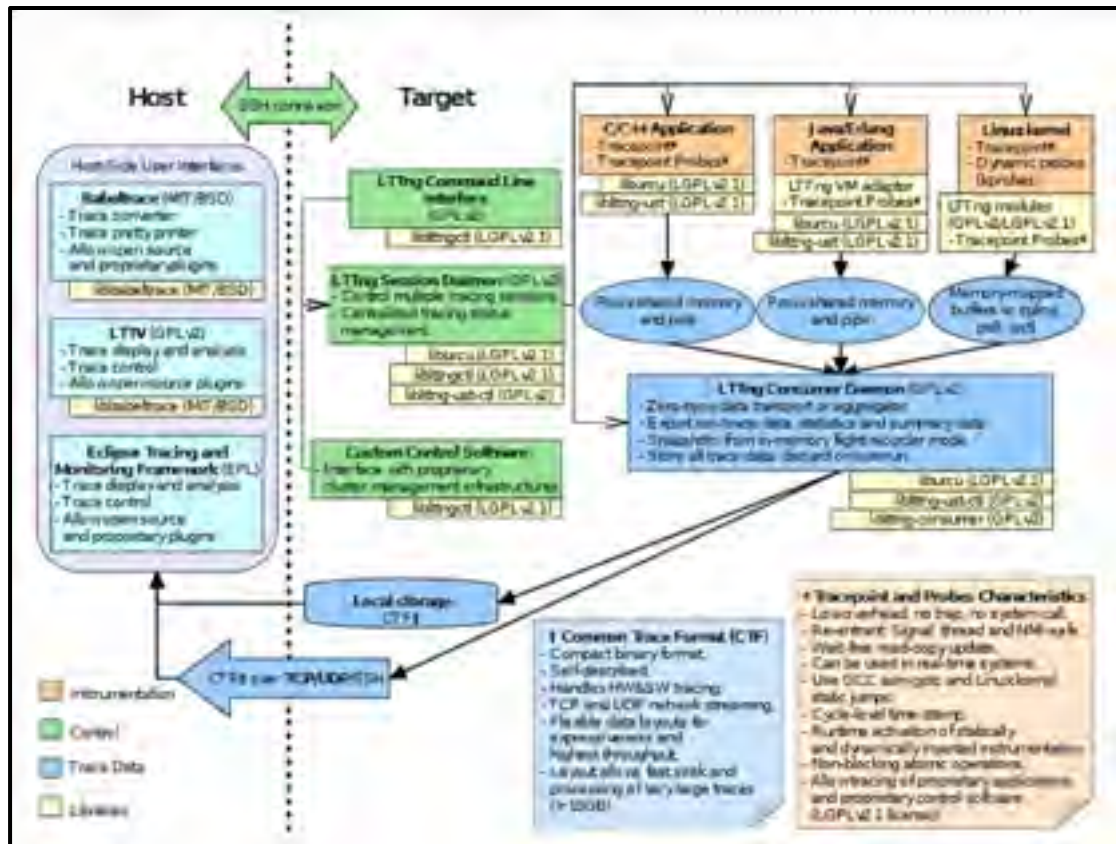 Host
Target
Host Side User Interfaces
Babeltrace (MIT/BSD)
- Trace converter
- Trace pretty printer
- Allow open source
and proprietary plugins
libbabeltrace (MIT/BSD)
LTTV (GPLv2)
- Trace display and analysis
- Trace control
- Allow open source plugins
libbabeltrace (MIT/BSD)
Eclipse Tracing and
Monitoring Framework (EPL)
- Trace display and analysis
- Trace control
- Allow open source
and proprietary plugins
LTTng Command Line
Interface
(GPLv2)
liblttngctl (LGPLv2.1)
LTTng Session Daemon (GPLv2)
- Control multiple tracing sessions
- Centralized tracing status
management
liburcu (LGPLv2.1)
liblttngctl (LGPLv2.1)
liblttng-ust-ctl (GPLv2)
Custom Control Software
- Interface with proprietary
cluster management infrastructures
liblttngctl (LGPLv2.1)
C/C++ Application
- Tracepoint*
- Tracepoint Probes*
liburcu (LGPLv2.1)
liblttng-ust (LGPLv2.1)
Java/Erlang
Application
- Tracepoint*
LTTng VM adaptor
- Tracepoint Probes*
liburcu (LGPLv2.1)
liblttng-ust (LGPLv2.1)
Linux kernel
- Tracepoint*
- Dynamic probes
(kprobes)
LTTng modules
(GPLv2/LGPLv2.1)
- Tracepoint Probes*
shared memory
and pipe
shared memory
and pipe
Memory-mapped
buffers
LTTng Consumer Daemon (GPLv2)
- Zero-copy data transport or aggregator
- Export raw trace data, statistics and summary data
- Snapshots from in-memory flight recorder mode
- Store all trace data, discard on overrun
liburcu (LGPLv2.1)
liblttng-ust-ctl (GPLv2)
liblttng-consumer (GPLv2)
Local storage
over TCP/UDP/SSH
Instrumentation
Control
Trace Data
Libraries
Common Trace Format (CTF)
- Compact binary format
- Self-described
- Handles HW&SW tracing
- TCP and UDP network streaming
- Flexible data layouts for
expressiveness and
highest throughput
- Layout allows fast seek and
processing of very large traces
* Tracepoint and Probes Characteristics
- Low overhead, no trap, no system call.
- Re-entrant: Signal, thread and NMI-safe
- Wait-free read-copy update.
- Can be used in real-time systems.
- Use GCC asm goto and Linux kernel
static jumps
- Cycle-level time-stamp.
- Runtime activation of statically
and dynamically inserted instrumentation
- Non-blocking atomic operations.
- Allow tracing of proprietary applications
and proprietary control software
(LGPLv2.1 license)